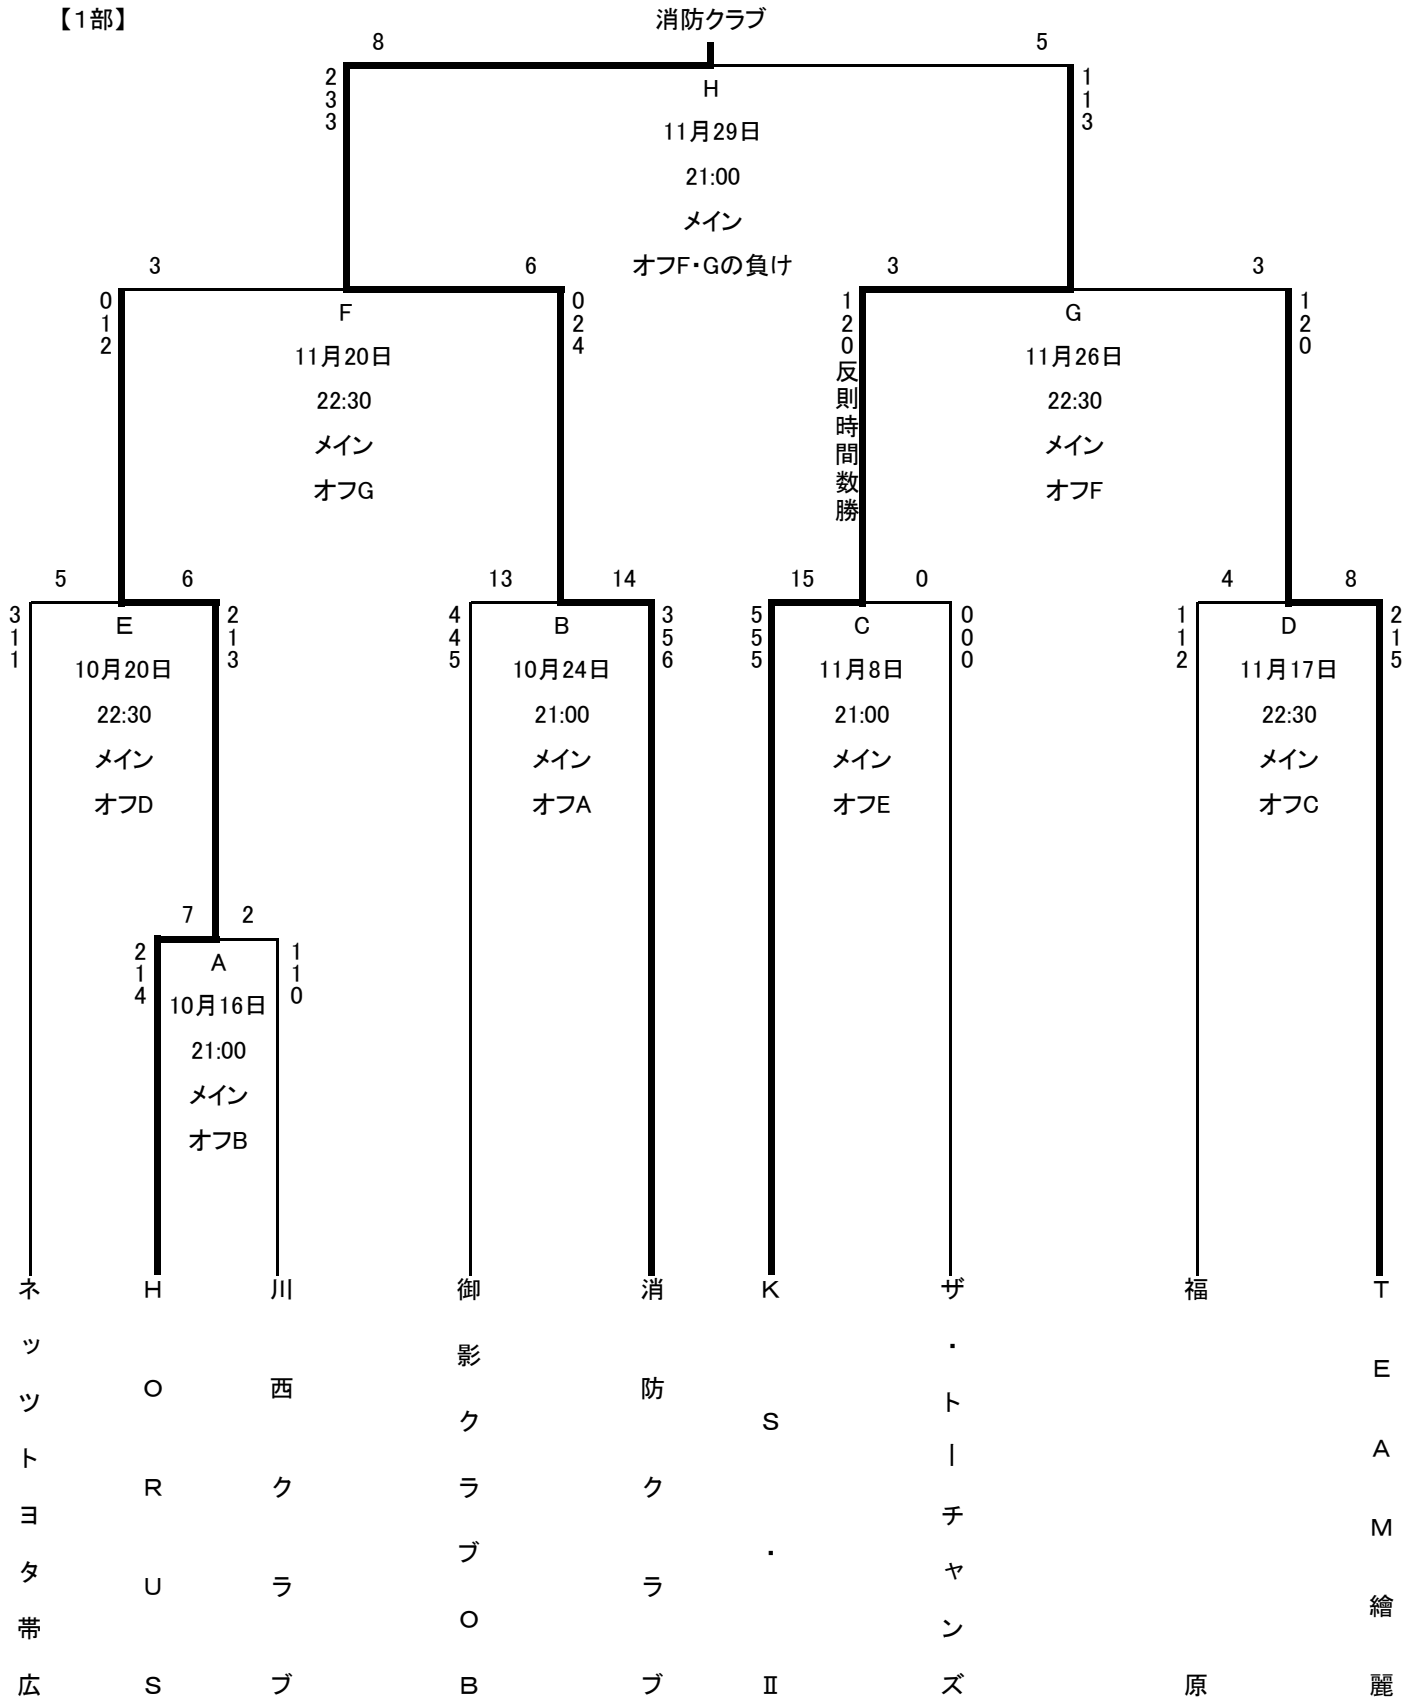 【１部】
消防クラブ
8
5
2
3
3
1
1
3
H
11月29日
21:00
メイン
オフF・Gの負け
3
6
0
1
2
0
2
4
F
11月20日
22:30
メイン
オフG
3
3
1
2
0
反則時間数勝
1
2
0
G
11月26日
22:30
メイン
オフF
5
6
3
1
1
2
1
3
E
10月20日
22:30
メイン
オフD
13
14
4
4
5
3
5
6
B
10月24日
21:00
メイン
オフA
15
0
5
5
5
0
0
0
C
11月8日
21:00
メイン
オフE
4
8
1
1
2
2
1
5
D
11月17日
22:30
メイン
オフC
7
2
2
1
4
1
1
0
A
10月16日
21:00
メイン
オフB
ネッツトヨタ帯広
ＨＯＲＵＳ
川西クラブ
御影クラブＯＢ
消防クラブ
ＫＳ・Ⅱ
ザ・トーチャンズ
福原
ＴＥＡＭ繪麗